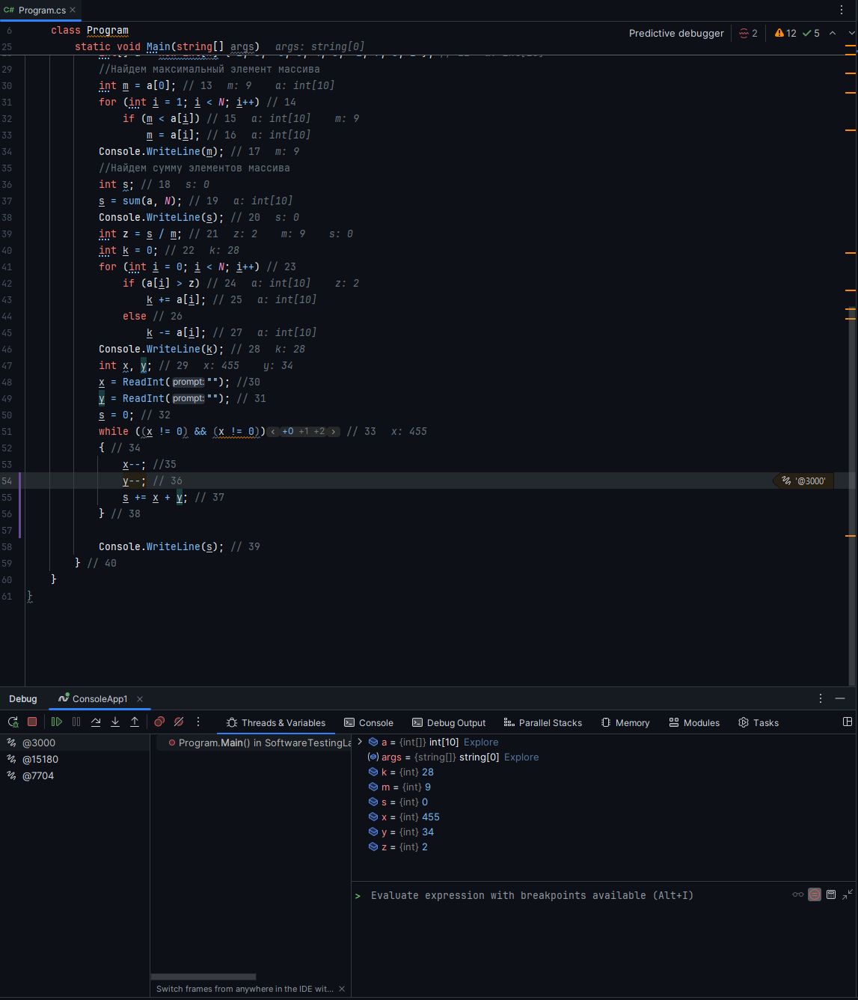 C# Program.cs
6 class Program
Predictive debugger 2 12 5
25 static void Main(string[] args) args: string[0]
29 //Найдем максимальный элемент массива
30 int m = a[0]; // 13 m: 9 a: int[10]
31 for (int i = 1; i < N; i++) // 14
32 if (m < a[i]) // 15 a: int[10] m: 9
33 m = a[i]; // 16 a: int[10]
34 Console.WriteLine(m); // 17 m: 9
35 //Найдем сумму элементов массива
36 int s; // 18 s: 0
37 s = sum(a, N); // 19 a: int[10]
38 Console.WriteLine(s); // 20 s: 0
39 int z = s / m; // 21 z: 2 m: 9 s: 0
40 int k = 0; // 22 k: 28
41 for (int i = 0; i < N; i++) // 23
42 if (a[i] > z) // 24 a: int[10] z: 2
43 k += a[i]; // 25 a: int[10]
44 else // 26
45 k -= a[i]; // 27 a: int[10]
46 Console.WriteLine(k); // 28 k: 28
47 int x, y; // 29 x: 455 y: 34
48 x = ReadInt(prompt:""); //30
49 y = ReadInt(prompt:""); // 31
50 s = 0; // 32
51 while ((x != 0) && (x != 0)) < +0 +1 +2 > // 33 x: 455
52 { // 34
53 x--; //35
54 y--; // 36 '@3000'
55 s += x + y; // 37
56 } // 38
57
58 Console.WriteLine(s); // 39
59 } // 40
60 }
61 }
Debug ConsoleApp1
Threads & Variables Console Debug Output Parallel Stacks Memory Modules Tasks
@3000
@15180
@7704
Program.Main() in SoftwareTestingLa
a = {int[]} int[10] Explore
args = {string[]} string[0] Explore
k = {int} 28
m = {int} 9
s = {int} 0
x = {int} 455
y = {int} 34
z = {int} 2
> Evaluate expression with breakpoints available (Alt+I)
Switch frames from anywhere in the IDE wit...